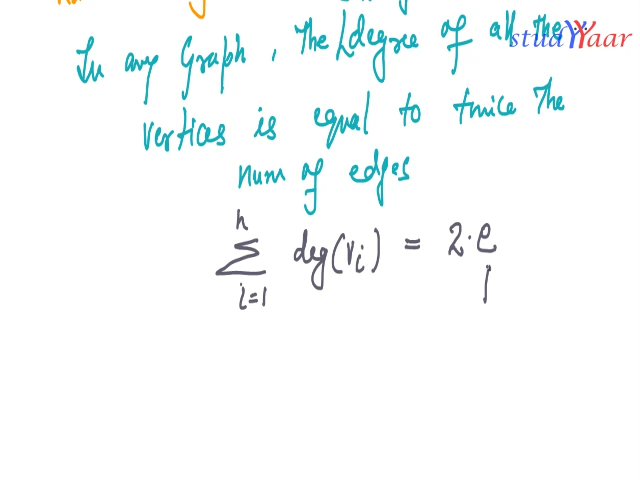 In any Graph, The degree of all the
studYYaar
vertices is equal to twice The
num of edges
n
∑ deg(vi) = 2·e
i=1